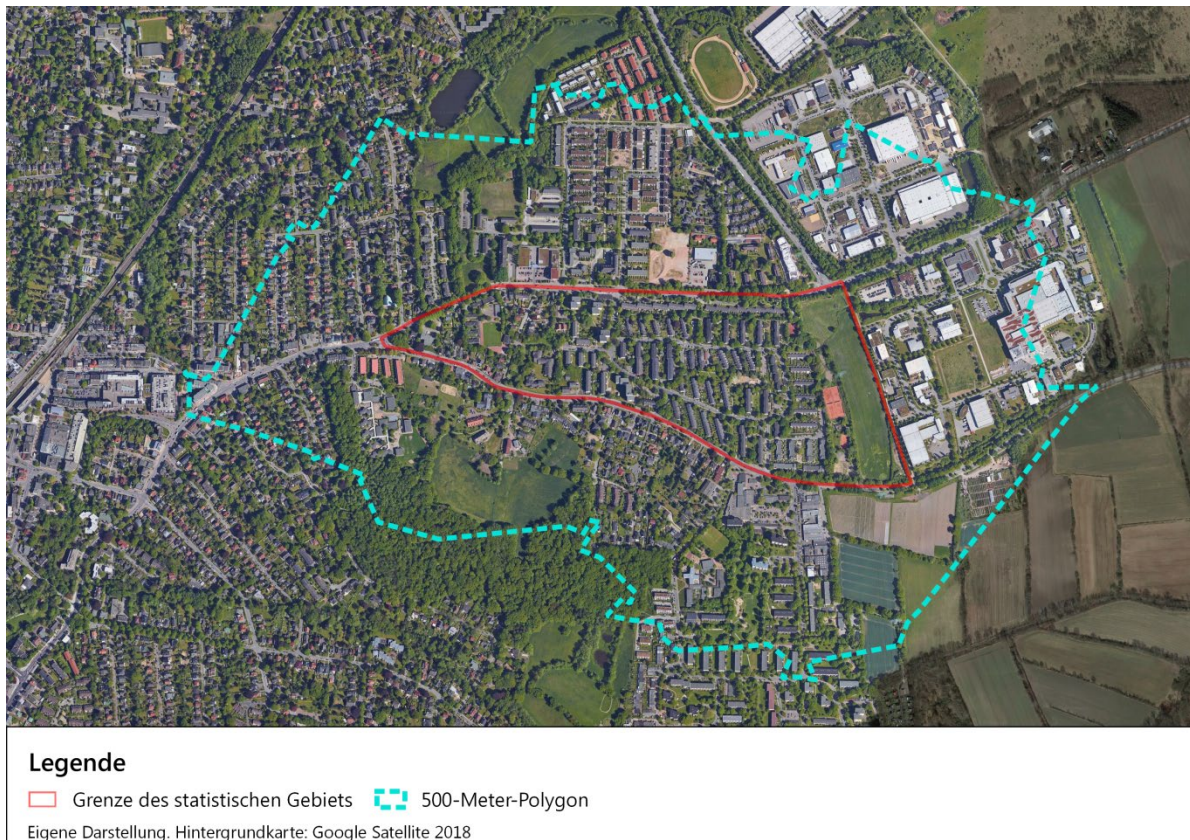 Legende
Grenze des statistischen Gebiets 500-Meter-Polygon
Eigene Darstellung. Hintergrundkarte: Google Satellite 2018